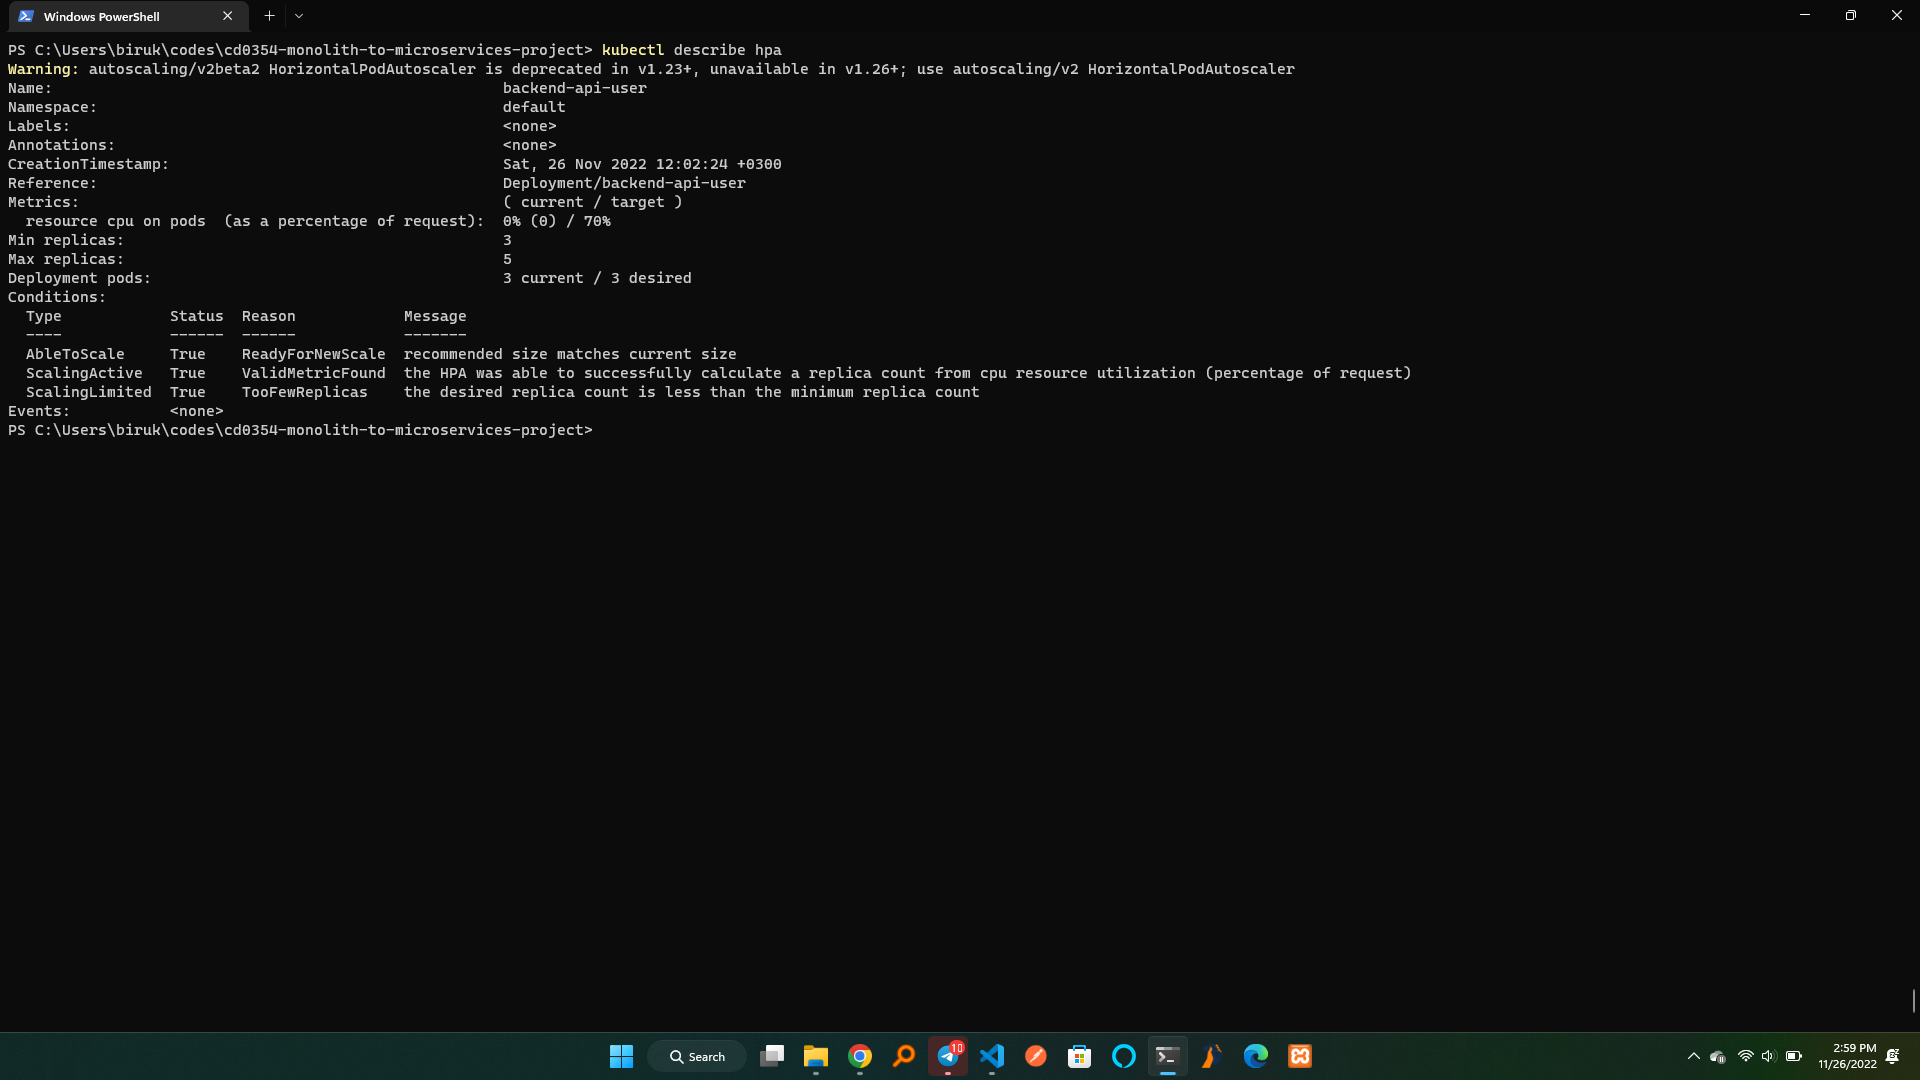 Windows PowerShell
PS C:\Users\biruk\codes\cd0354-monolith-to-microservices-project> kubectl describe hpa
Warning: autoscaling/v2beta2 HorizontalPodAutoscaler is deprecated in v1.23+, unavailable in v1.26+; use autoscaling/v2 HorizontalPodAutoscaler
Name: backend-api-user
Namespace: default
Labels: <none>
Annotations: <none>
CreationTimestamp: Sat, 26 Nov 2022 12:02:24 +0300
Reference: Deployment/backend-api-user
Metrics: ( current / target )
resource cpu on pods (as a percentage of request): 0% (0) / 70%
Min replicas: 3
Max replicas: 5
Deployment pods: 3 current / 3 desired
Conditions:
Type Status Reason Message
---- ------ ------ -------
AbleToScale True ReadyForNewScale recommended size matches current size
ScalingActive True ValidMetricFound the HPA was able to successfully calculate a replica count from cpu resource utilization (percentage of request)
ScalingLimited True TooFewReplicas the desired replica count is less than the minimum replica count
Events: <none>
PS C:\Users\biruk\codes\cd0354-monolith-to-microservices-project>
Search
10
2:59 PM
11/26/2022